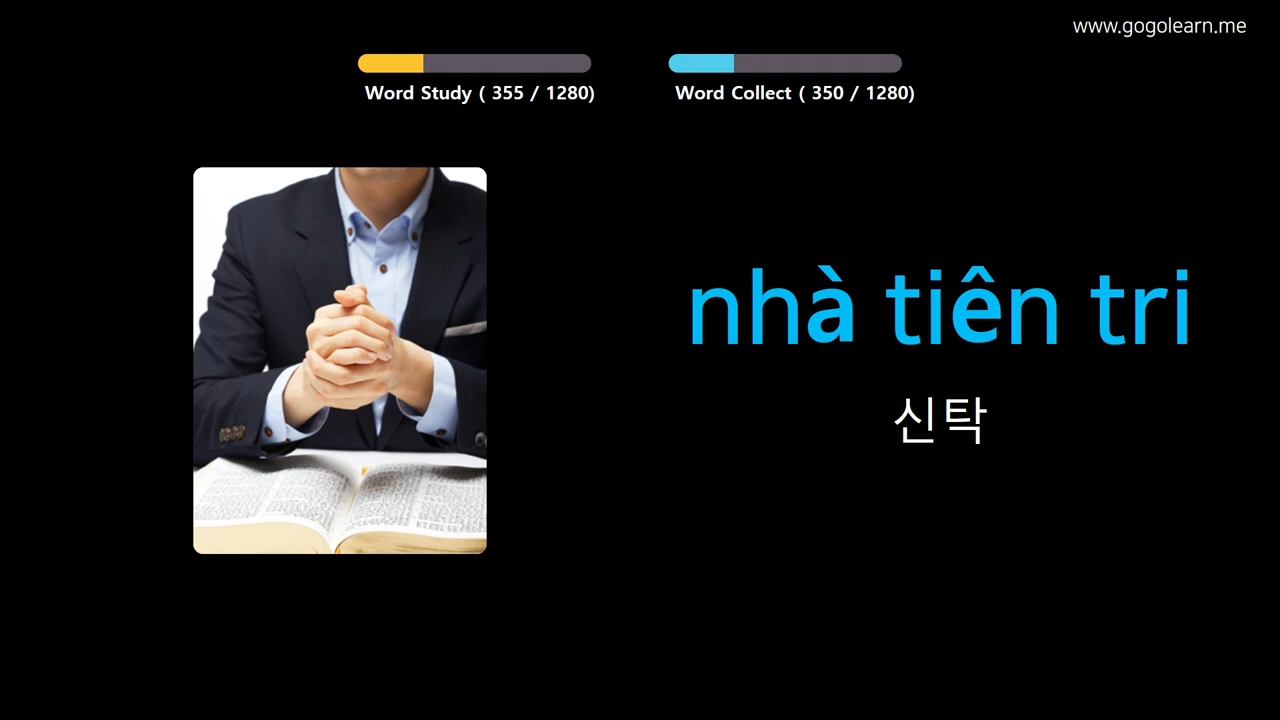 www.gogolearn.me
Word Study ( 355 / 1280)
Word Collect ( 350 / 1280)
nhà tiên tri
신탁